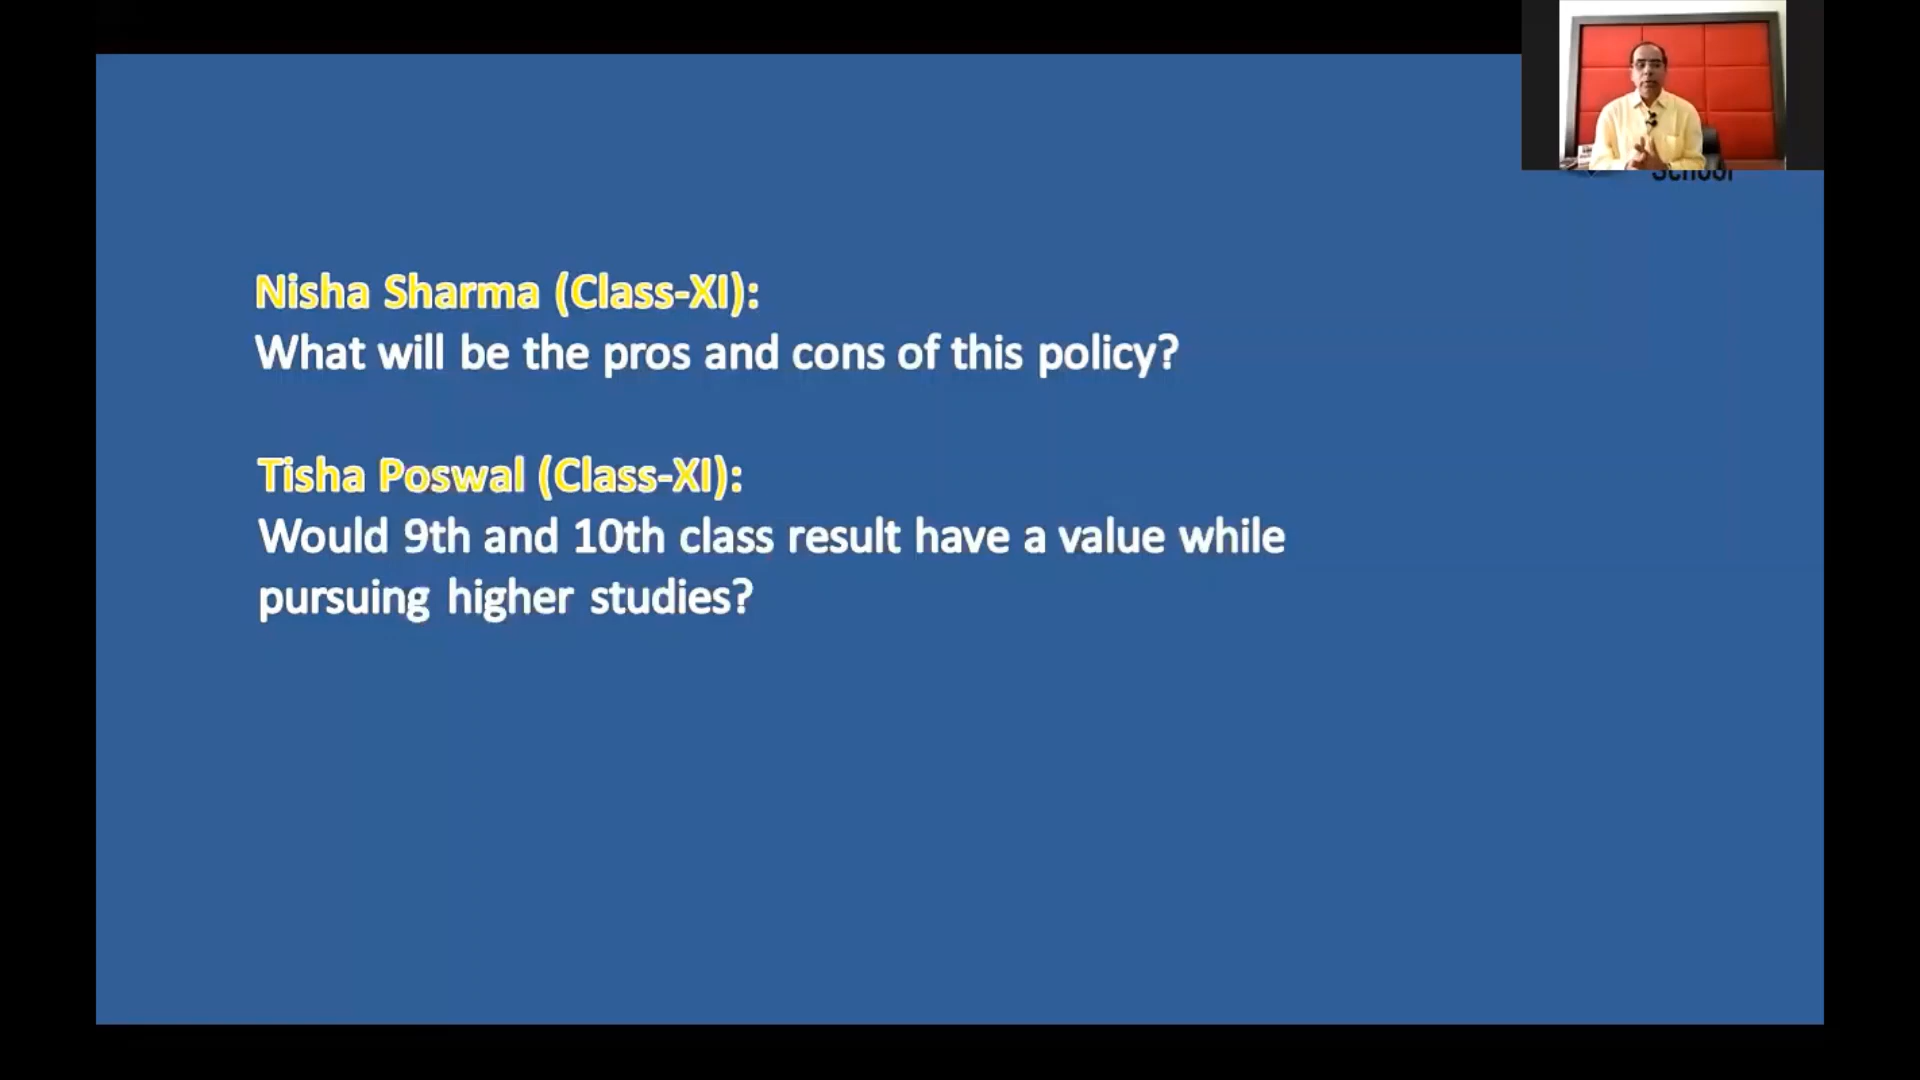 School
Nisha Sharma (Class-XI):
What will be the pros and cons of this policy?
Tisha Poswal (Class-XI):
Would 9th and 10th class result have a value while
pursuing higher studies?